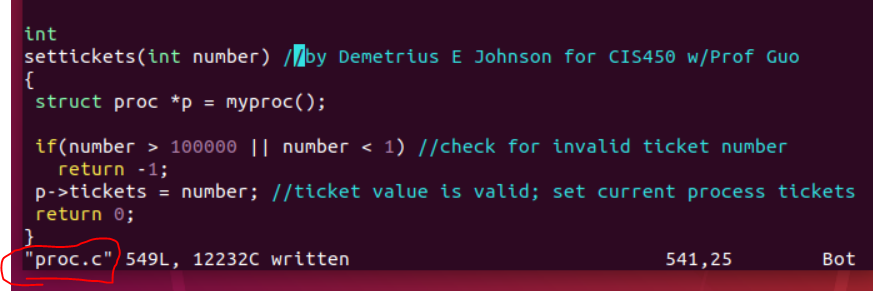 int
settickets(int number) //by Demetrius E Johnson for CIS450 w/Prof Guo
{
 struct proc *p = myproc();
 if(number > 100000 || number < 1) //check for invalid ticket number
   return -1;
 p->tickets = number; //ticket value is valid; set current process tickets
 return 0;
}
"proc.c" 549L, 12232C written 541,25 Bot